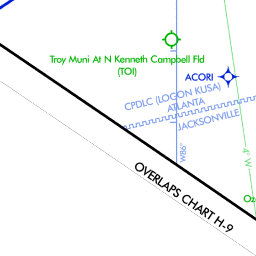 Troy Muni At N Kenneth Campbell Fld
(TOI)
ACORI
CPDLC (LOGON KUSA)
ATLANTA
JACKSONVILLE
W86°
4° W
OVERLAPS CHART H-9
Oz